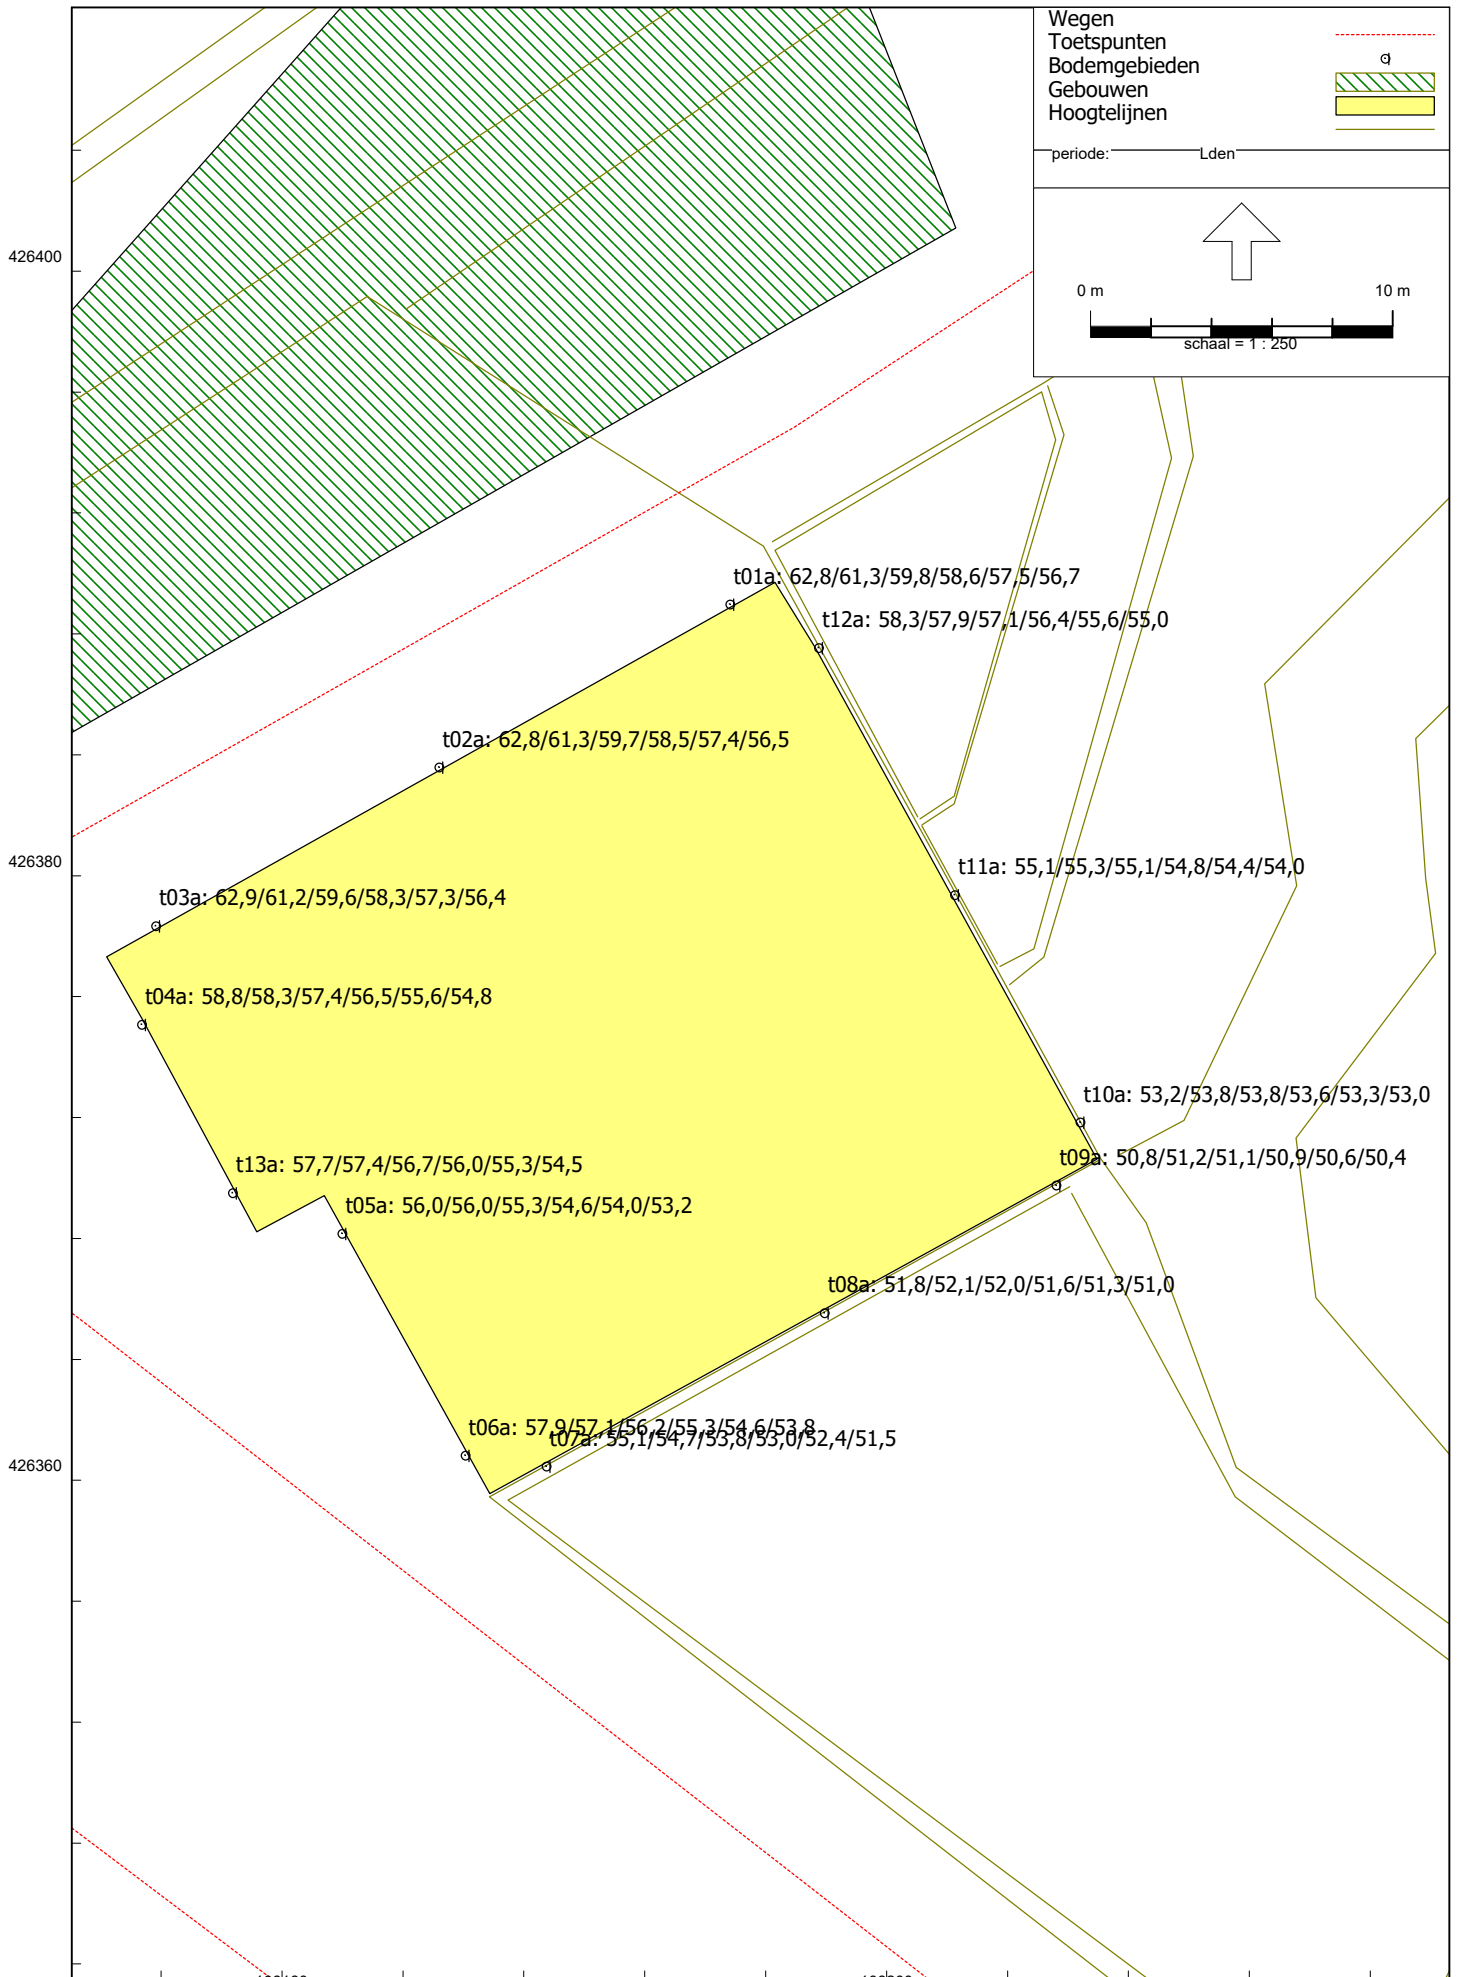 Wegen
Toetspunten
Bodemgebieden
Gebouwen
Hoogtelijnen
periode: Lden
426400
0 m 10 m
schaal = 1 : 250
t01a: 62,8/61,3/59,8/58,6/57,5/56,7
t12a: 58,3/57,9/57,1/56,4/55,6/55,0
t02a: 62,8/61,3/59,7/58,5/57,4/56,5
426380
t11a: 55,1/55,3/55,1/54,8/54,4/54,0
t03a: 62,9/61,2/59,6/58,3/57,3/56,4
t04a: 58,8/58,3/57,4/56,5/55,6/54,8
t10a: 53,2/53,8/53,8/53,6/53,3/53,0
t09a: 50,8/51,2/51,1/50,9/50,6/50,4
t13a: 57,7/57,4/56,7/56,0/55,3/54,5
t05a: 56,0/56,0/55,3/54,6/54,0/53,2
t08a: 51,8/52,1/52,0/51,6/51,3/51,0
t06a: 57,9/57,1/56,2/55,3/54,6/53,8
t07a: 55,1/54,7/53,8/53,0/52,4/51,5
426360